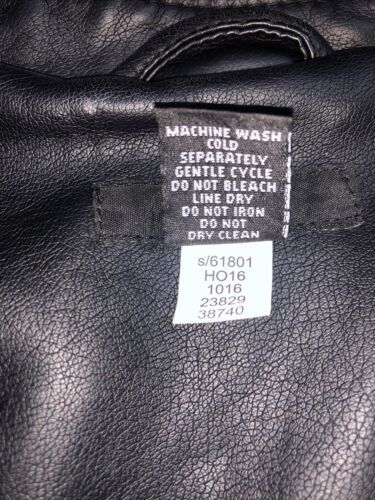 MACHINE WASH
COLD
SEPARATELY
GENTLE CYCLE
DO NOT BLEACH
LINE DRY
DO NOT IRON
DO NOT
DRY CLEAN
s/61801
HO16
1016
23829
38740